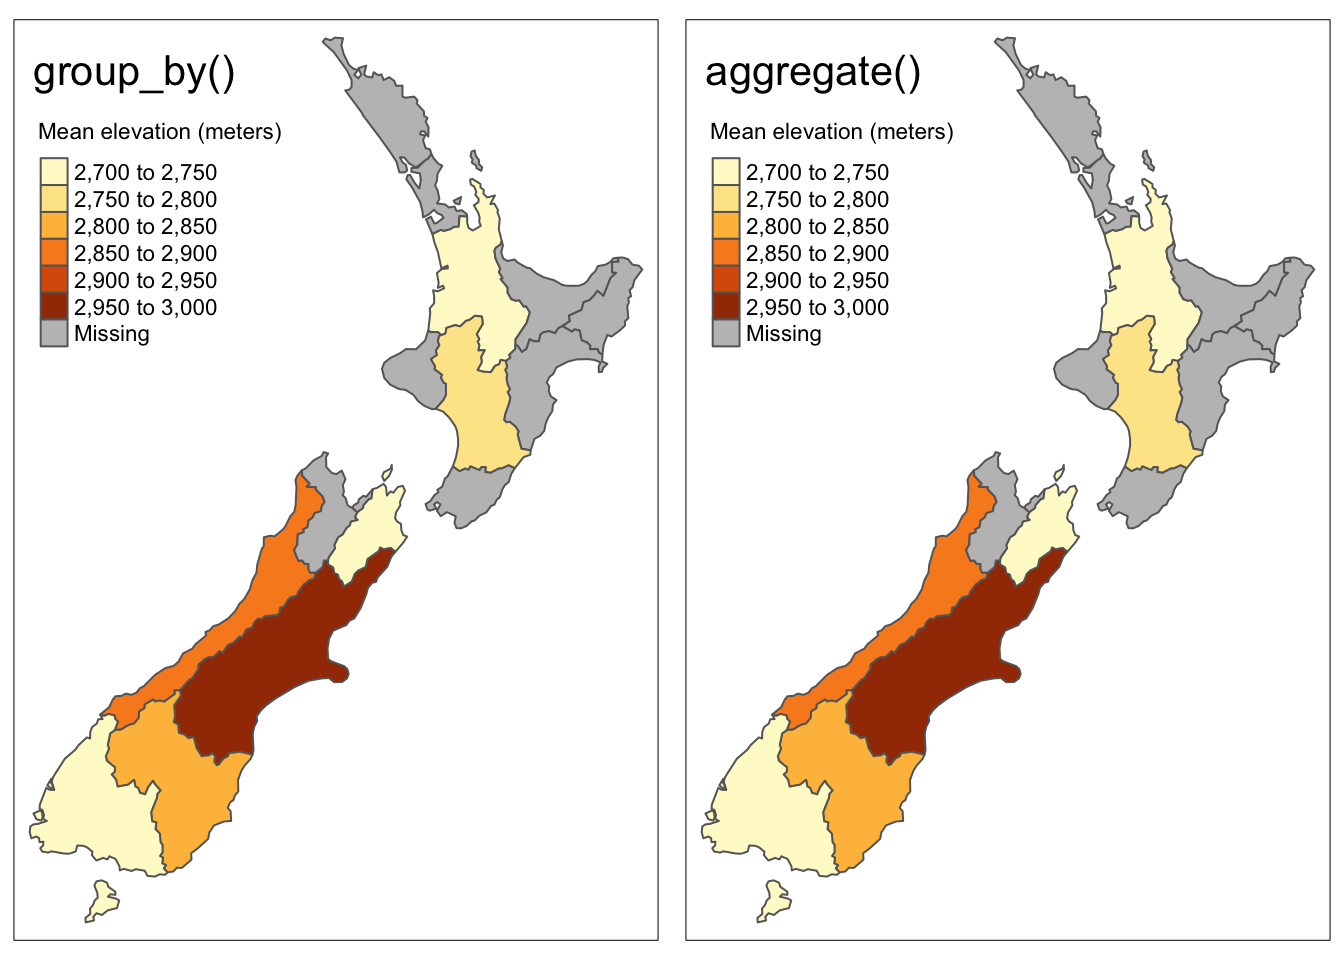 group_by()
Mean elevation (meters)
2,700 to 2,750
2,750 to 2,800
2,800 to 2,850
2,850 to 2,900
2,900 to 2,950
2,950 to 3,000
Missing
aggregate()
Mean elevation (meters)
2,700 to 2,750
2,750 to 2,800
2,800 to 2,850
2,850 to 2,900
2,900 to 2,950
2,950 to 3,000
Missing